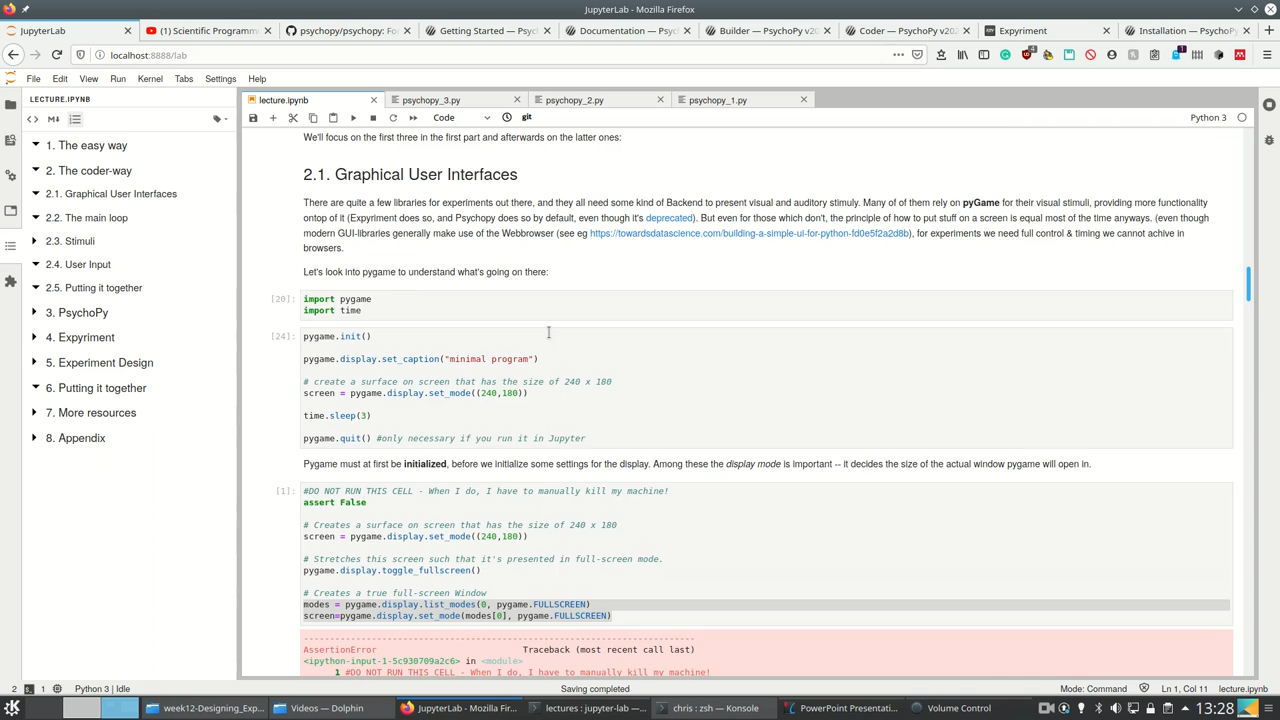 JupyterLab - Mozilla Firefox
JupyterLab
(1) Scientific Programm
psychopy/psychopy: Fo
Getting Started — Psyc
Documentation — Psyc
Builder — PsychoPy v20
Coder — PsychoPy v202
Expyriment
Installation — PsychoP
localhost:8888/lab
File Edit View Run Kernel Tabs Settings Help
LECTURE.IPYNB
lecture.ipynb
psychopy_3.py
psychopy_2.py
psychopy_1.py
Code
git
Python 3
1. The easy way
2. The coder-way
2.1. Graphical User Interfaces
2.2. The main loop
2.3. Stimuli
2.4. User Input
2.5. Putting it together
3. PsychoPy
4. Expyriment
5. Experiment Design
6. Putting it together
7. More resources
8. Appendix
We'll focus on the first three in the first part and afterwards on the latter ones:
2.1. Graphical User Interfaces
There are quite a few libraries for experiments out there, and they all need some kind of Backend to present visual and auditory stimuly. Many of of them rely on pyGame for their visual stimuli, providing more functionality
ontop of it (Expyriment does so, and Psychopy does so by default, even though it's deprecated). But even for those which don't, the principle of how to put stuff on a screen is equal most of the time anyways. (even though
modern GUI-libraries generally make use of the Webbrowser (see eg https://towardsdatascience.com/building-a-simple-ui-for-python-fd0e5f2a2d8b), for experiments we need full control & timing we cannot achive in
browsers.
Let's look into pygame to understand what's going on there:
[20]: import pygame
import time
[24]: pygame.init()
pygame.display.set_caption("minimal program")
# create a surface on screen that has the size of 240 x 180
screen = pygame.display.set_mode((240,180))
time.sleep(3)
pygame.quit() #only necessary if you run it in Jupyter
Pygame must at first be initialized, before we initialize some settings for the display. Among these the display mode is important -- it decides the size of the actual window pygame will open in.
[1]: #DO NOT RUN THIS CELL - When I do, I have to manually kill my machine!
assert False
# Creates a surface on screen that has the size of 240 x 180
screen = pygame.display.set_mode((240,180))
# Stretches this screen such that it's presented in full-screen mode.
pygame.display.toggle_fullscreen()
# Creates a true full-screen Window
modes = pygame.display.list_modes(0, pygame.FULLSCREEN)
screen=pygame.display.set_mode(modes[0], pygame.FULLSCREEN)
---------------------------------------------------------------------------
AssertionError Traceback (most recent call last)
<ipython-input-1-5c930709a2c6> in <module>
1 #DO NOT RUN THIS CELL - When I do, I have to manually kill my machine!
2 1 Python 3 | Idle
Saving completed
Mode: Command
Ln 1, Col 11
lecture.ipynb
week12-Designing_Exp…
Videos — Dolphin
JupyterLab - Mozilla Fir…
lectures : jupyter-lab —…
chris : zsh — Konsole
PowerPoint Presentati…
Volume Control
13:28